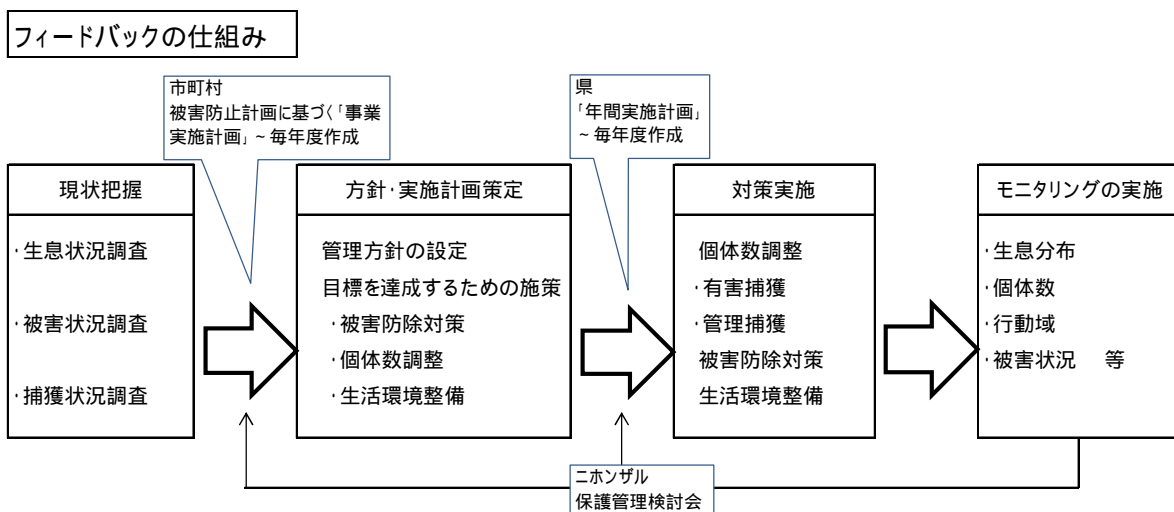 フィードバックの仕組み
市町村
被害防止計画に基づく「事業
実施計画」~毎年度作成
県
「年間実施計画」
~毎年度作成
現状把握
・生息状況調査
・被害状況調査
・捕獲状況調査
方針・実施計画策定
管理方針の設定
目標を達成するための施策
・被害防除対策
・個体数調整
・生活環境整備
対策実施
個体数調整
・有害捕獲
・管理捕獲
被害防除対策
生活環境整備
モニタリングの実施
・生息分布
・個体数
・行動域
・被害状況 等
ニホンザル
保護管理検討会